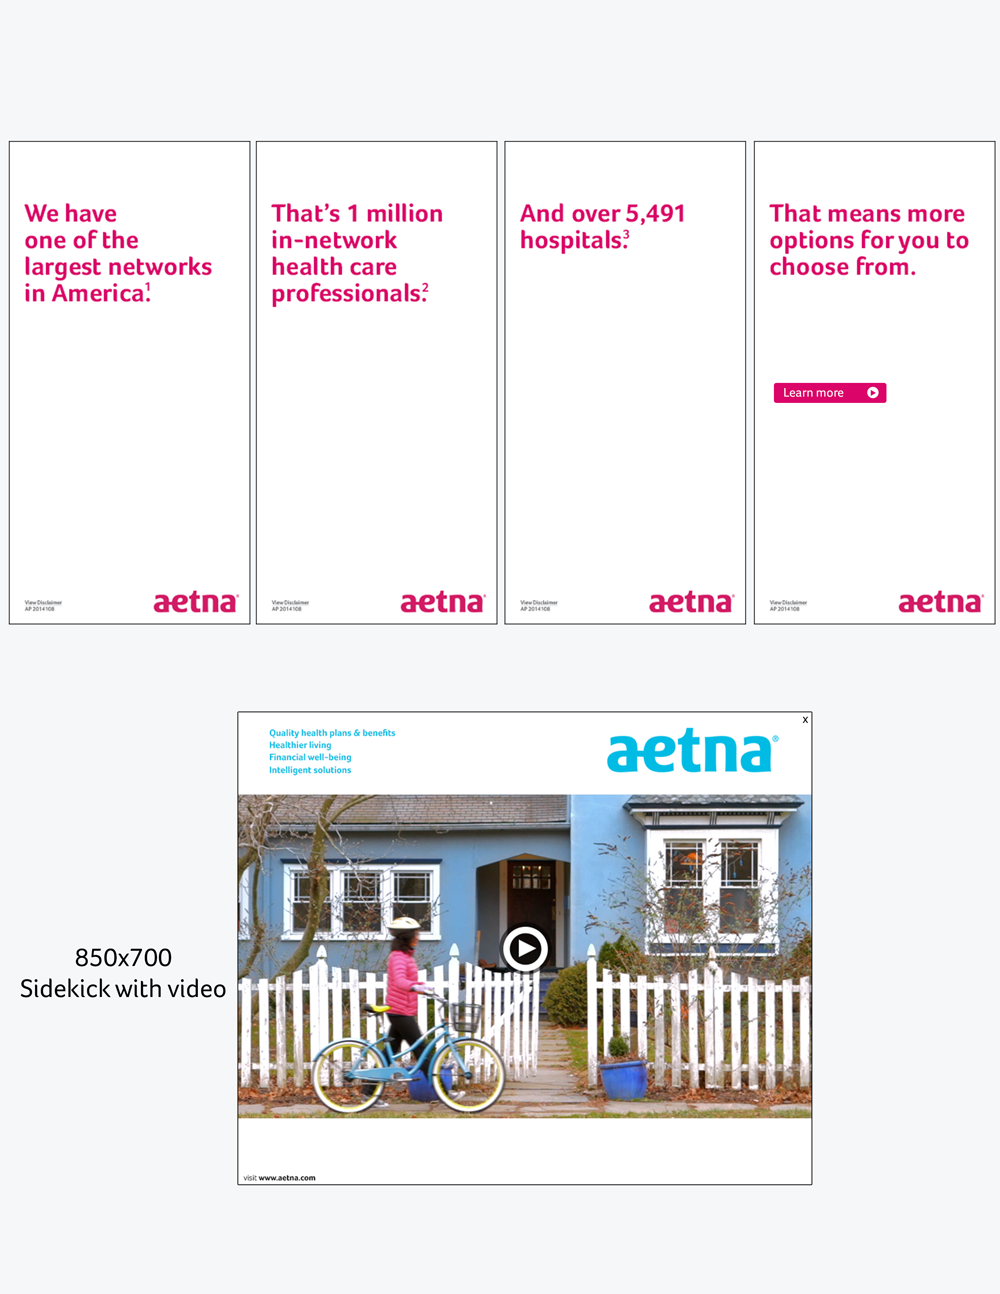 We have
one of the
largest networks
in America.¹
View Disclaimer
AP 2014108
aetna®
That's 1 million
in-network
health care
professionals.²
View Disclaimer
AP 2014108
aetna®
And over 5,491
hospitals.³
View Disclaimer
AP 2014108
aetna®
That means more
options for you to
choose from.
Learn more
View Disclaimer
AP 2014108
aetna®
X
Quality health plans & benefits
Healthier living
Financial well-being
Intelligent solutions
aetna®
850x700
Sidekick with video
visit www.aetna.com